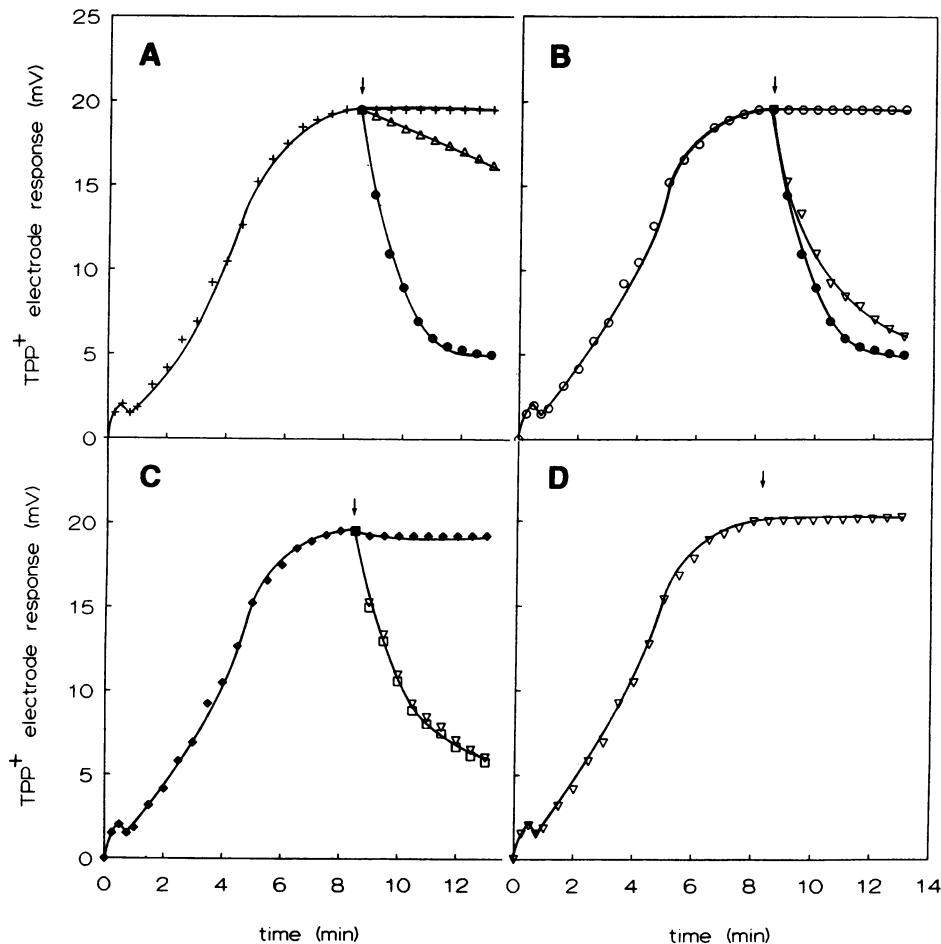 25
A
B
20
15
10
5
0
TPP+ electrode response (mV)
C
D
20
15
10
5
0
TPP+ electrode response (mV)
0 2 4 6 8 10 12 0 2 4 6 8 10 12 14
time (min) time (min)